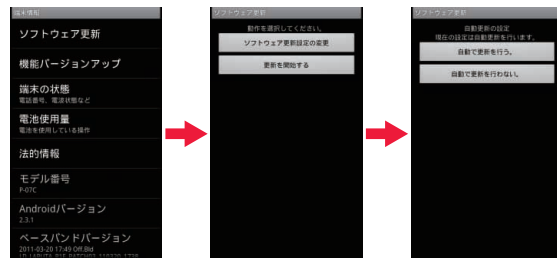 端末情報
ソフトウェア更新
機能バージョンアップ
端末の状態
電話番号、電波状態など
電池使用量
電池を使用している操作
法的情報
モデル番号
P-07C
Androidバージョン
2.3.1
ベースバンドバージョン
2011-03-20 17:49 Off.Bld
ソフトウェア更新
動作を選択してください。
ソフトウェア更新設定の変更
更新を開始する
ソフトウェア更新
自動更新の設定
現在の設定は自動更新を行います。
自動で更新を行う。
自動で更新を行わない。